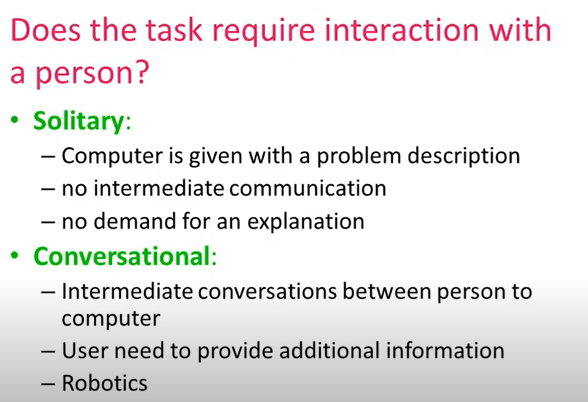 Does the task require interaction with
a person?
• Solitary:
– Computer is given with a problem description
– no intermediate communication
– no demand for an explanation
• Conversational:
– Intermediate conversations between person to
computer
– User need to provide additional information
– Robotics